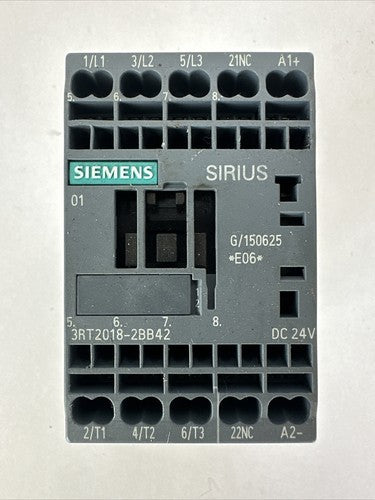 1/L1 3/L2 5/L3 21NC A1+
5. 6. 7. 8.
SIEMENS SIRIUS
01
G/150625
*E06*
1
2
5. 6. 7. 8.
3RT2018-2BB42 DC 24V
2/T1 4/T2 6/T3 22NC A2-